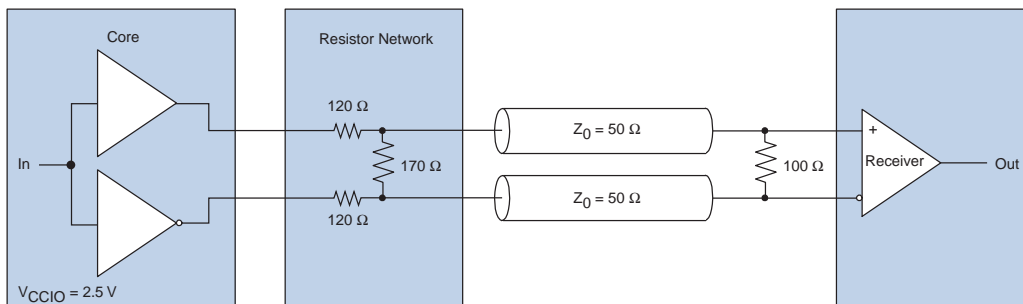 Core
Resistor Network
120 Ω
Z0 = 50 Ω
In
170 Ω
100 Ω
+
Receiver
Out
120 Ω
Z0 = 50 Ω
VCCIO = 2.5 V